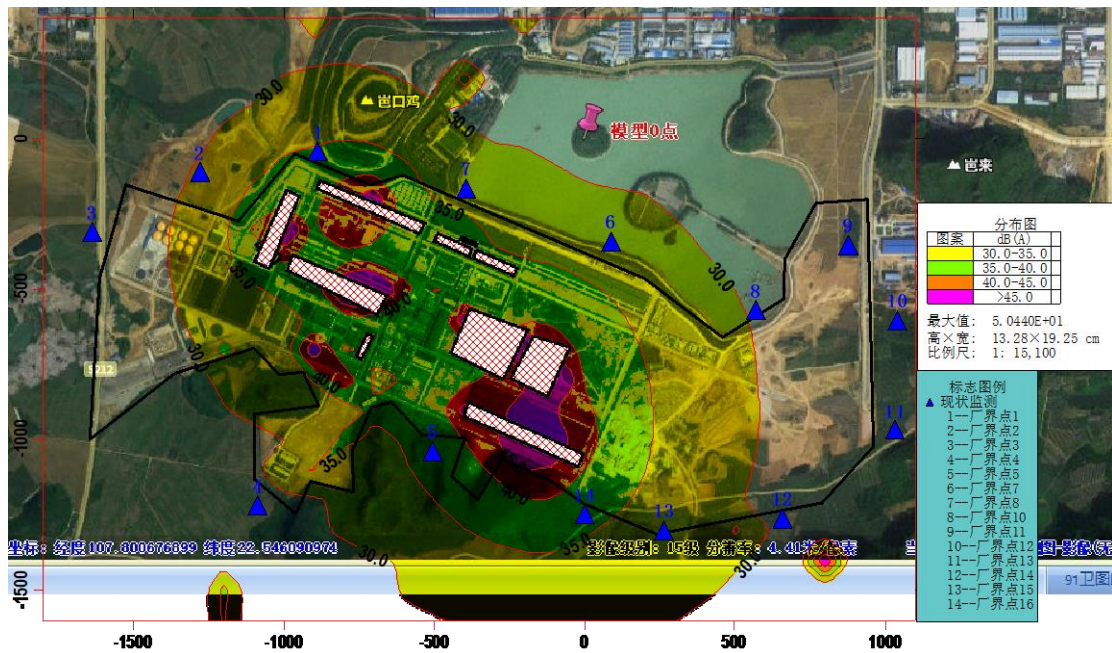 岜口鸡
模型0点
岜来
S212
30.0
30.0
30.0
30.0
30.0
30.0
35.0
35.0
35.0
35.0
35.0
40.0
40.0
40.0
1
2
3
4
5
6
7
8
9
10
11
12
13
14
0
-500
-1000
-1500
-1500
-1000
-500
0
500
1000
坐标: 经度107.800676899 纬度22.546090974
影像级别: 15级 分辨率: 4.40米/像素
91卫图
分布图
图案 dB(A)
30.0-35.0
35.0-40.0
40.0-45.0
>45.0
最大值: 5.0440E+01
高×宽: 13.28×19.25 cm
比例尺: 1: 15,100
标志图例
现状监测
1--厂界点1
2--厂界点2
3--厂界点3
4--厂界点4
5--厂界点5
6--厂界点7
7--厂界点8
8--厂界点10
9--厂界点11
10--厂界点12
11--厂界点13
12--厂界点14
13--厂界点15
14--厂界点16